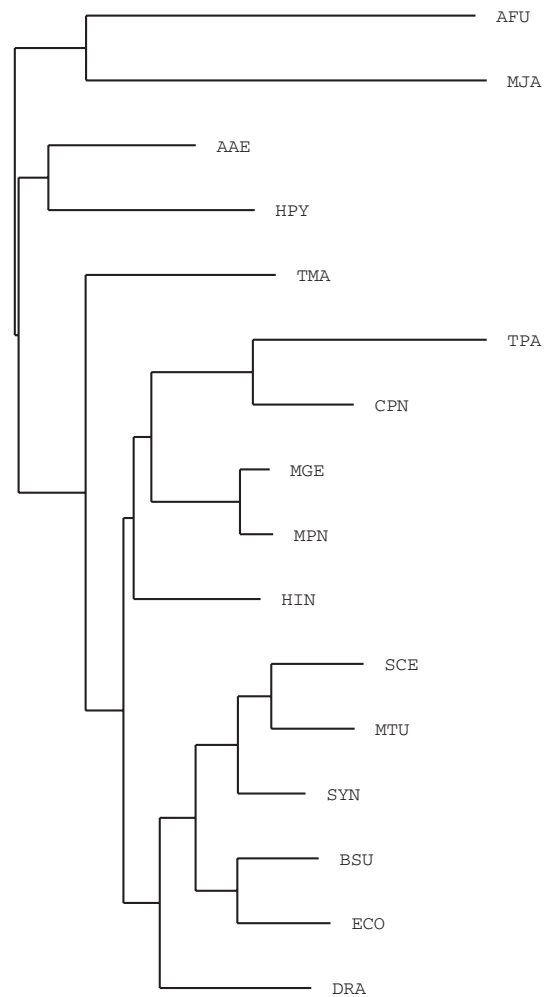 AFU
MJA
AAE
HPY
TMA
TPA
CPN
MGE
MPN
HIN
SCE
MTU
SYN
BSU
ECO
DRA